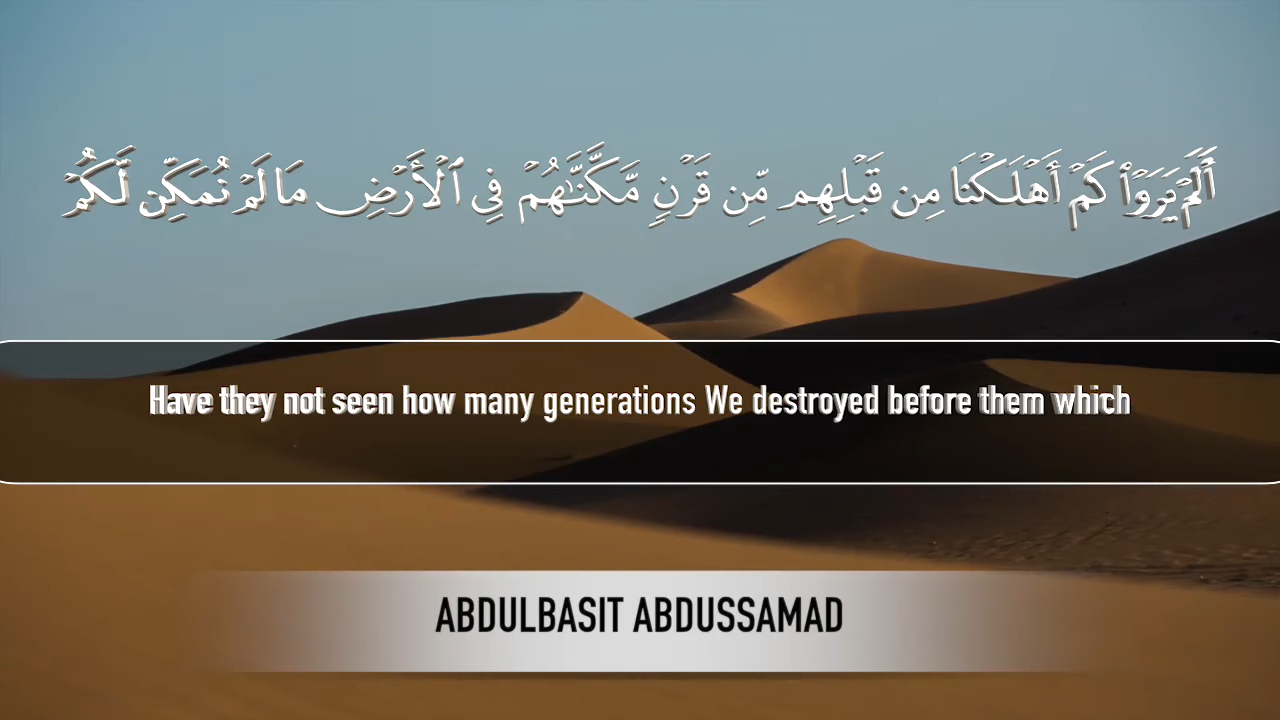 أَلَمْ يَرَوْا۟ كَمْ أَهْلَكْنَا مِن قَبْلِهِم مِّن قَرْنٍ مَّكَّنَّـٰهُمْ فِى ٱلْأَرْضِ مَا لَمْ نُمَكِّن لَّكُمْ
Have they not seen how many generations We destroyed before them which
ABDULBASIT ABDUSSAMAD